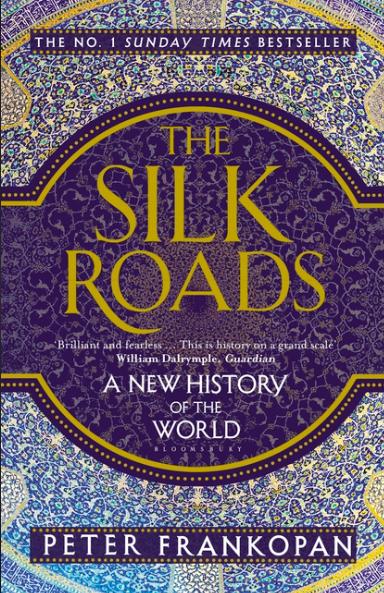 THE NO. 1 SUNDAY TIMES BESTSELLER
THE
SILK
ROADS
'Brilliant and fearless ... This is history on a grand scale'
William Dalrymple, Guardian
A NEW HISTORY
OF THE
WORLD
BLOOMSBURY
PETER FRANKOPAN